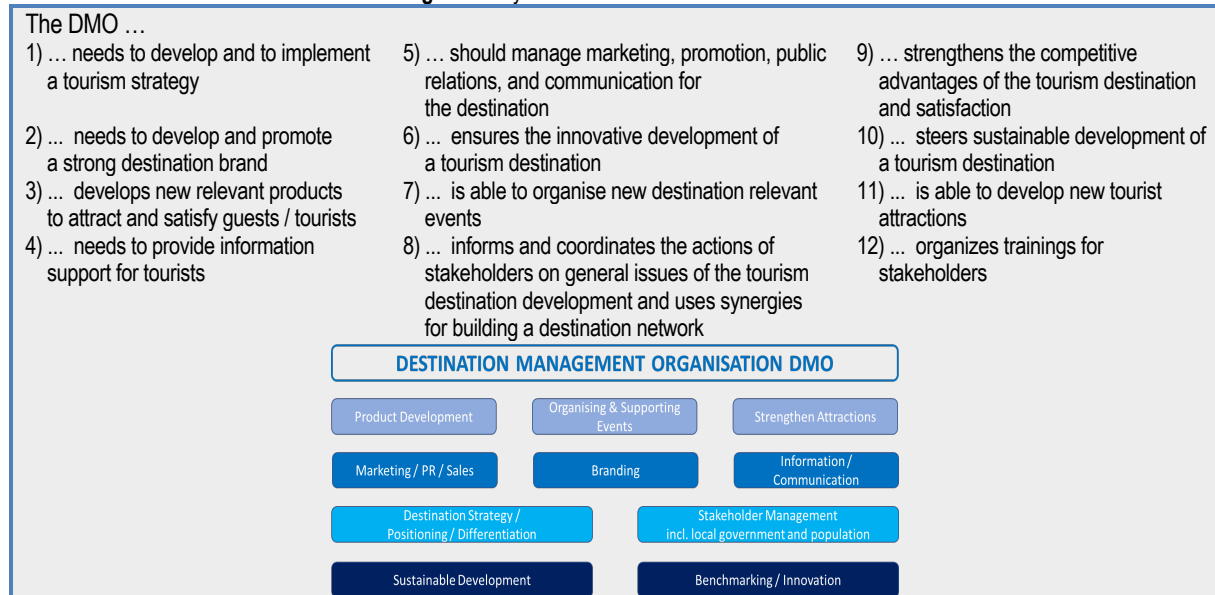 The DMO …
1) … needs to develop and to implement
a tourism strategy
2) ... needs to develop and promote
a strong destination brand
3) ... develops new relevant products
to attract and satisfy guests / tourists
4) ... needs to provide information
support for tourists
5) … should manage marketing, promotion, public
relations, and communication for
the destination
6) ... ensures the innovative development of
a tourism destination
7) ... is able to organise new destination relevant
events
8) ... informs and coordinates the actions of
stakeholders on general issues of the tourism
destination development and uses synergies
for building a destination network
9) ... strengthens the competitive
advantages of the tourism destination
and satisfaction
10) ... steers sustainable development of
a tourism destination
11) ... is able to develop new tourist
attractions
12) ... organizes trainings for
stakeholders
DESTINATION MANAGEMENT ORGANISATION DMO
Product Development
Organising & Supporting
Events
Strengthen Attractions
Marketing / PR / Sales
Branding
Information /
Communication
Destination Strategy /
Positioning / Differentiation
Stakeholder Management
incl. local government and population
Sustainable Development
Benchmarking / Innovation